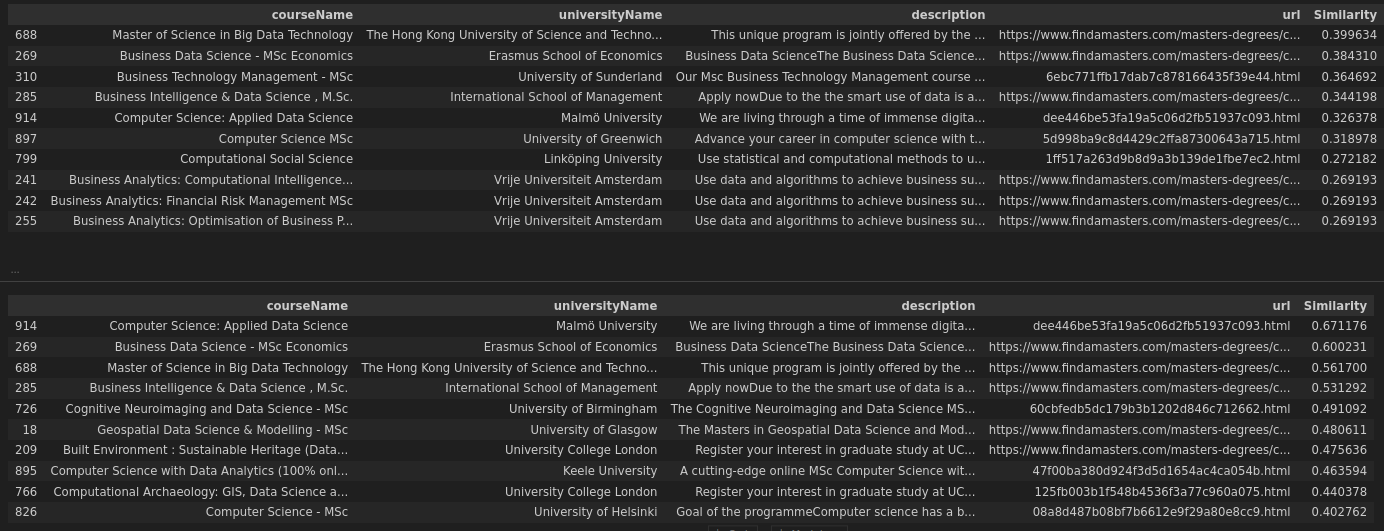 courseName universityName description url Similarity
688 Master of Science in Big Data Technology The Hong Kong University of Science and Techno... This unique program is jointly offered by the ... https://www.findamasters.com/masters-degrees/c... 0.399634
269 Business Data Science - MSc Economics Erasmus School of Economics Business Data ScienceThe Business Data Science... https://www.findamasters.com/masters-degrees/c... 0.384310
310 Business Technology Management - MSc University of Sunderland Our Msc Business Technology Management course ... 6ebc771ffb17dab7c878166435f39e44.html 0.364692
285 Business Intelligence & Data Science , M.Sc. International School of Management Apply nowDue to the the smart use of data is a... https://www.findamasters.com/masters-degrees/c... 0.344198
914 Computer Science: Applied Data Science Malmö University We are living through a time of immense digita... dee446be53fa19a5c06d2fb51937c093.html 0.326378
897 Computer Science MSc University of Greenwich Advance your career in computer science with t... 5d998ba9c8d4429c2ffa87300643a715.html 0.318978
799 Computational Social Science Linköping University Use statistical and computational methods to u... 1ff517a263d9b8d9a3b139de1fbe7ec2.html 0.272182
241 Business Analytics: Computational Intelligence... Vrije Universiteit Amsterdam Use data and algorithms to achieve business su... https://www.findamasters.com/masters-degrees/c... 0.269193
242 Business Analytics: Financial Risk Management MSc Vrije Universiteit Amsterdam Use data and algorithms to achieve business su... https://www.findamasters.com/masters-degrees/c... 0.269193
255 Business Analytics: Optimisation of Business P... Vrije Universiteit Amsterdam Use data and algorithms to achieve business su... https://www.findamasters.com/masters-degrees/c... 0.269193
...
courseName universityName description url Similarity
914 Computer Science: Applied Data Science Malmö University We are living through a time of immense digita... dee446be53fa19a5c06d2fb51937c093.html 0.671176
269 Business Data Science - MSc Economics Erasmus School of Economics Business Data ScienceThe Business Data Science... https://www.findamasters.com/masters-degrees/c... 0.600231
688 Master of Science in Big Data Technology The Hong Kong University of Science and Techno... This unique program is jointly offered by the ... https://www.findamasters.com/masters-degrees/c... 0.561700
285 Business Intelligence & Data Science , M.Sc. International School of Management Apply nowDue to the the smart use of data is a... https://www.findamasters.com/masters-degrees/c... 0.531292
726 Cognitive Neuroimaging and Data Science - MSc University of Birmingham The Cognitive Neuroimaging and Data Science MS... 60cbfedb5dc179b3b1202d846c712662.html 0.491092
18 Geospatial Data Science & Modelling - MSc University of Glasgow The Masters in Geospatial Data Science and Mod... https://www.findamasters.com/masters-degrees/c... 0.480611
209 Built Environment : Sustainable Heritage (Data... University College London Register your interest in graduate study at UC... https://www.findamasters.com/masters-degrees/c... 0.475636
895 Computer Science with Data Analytics (100% onl... Keele University A cutting-edge online MSc Computer Science wit... 47f00ba380d924f3d5d1654ac4ca054b.html 0.463594
766 Computational Archaeology: GIS, Data Science a... University College London Register your interest in graduate study at UC... 125fb003b1f548b4536f3a77c960a075.html 0.440378
826 Computer Science - MSc University of Helsinki Goal of the programmeComputer science has a b... 08a8d487b08bf7b6612e9f29a80e8cc9.html 0.402762